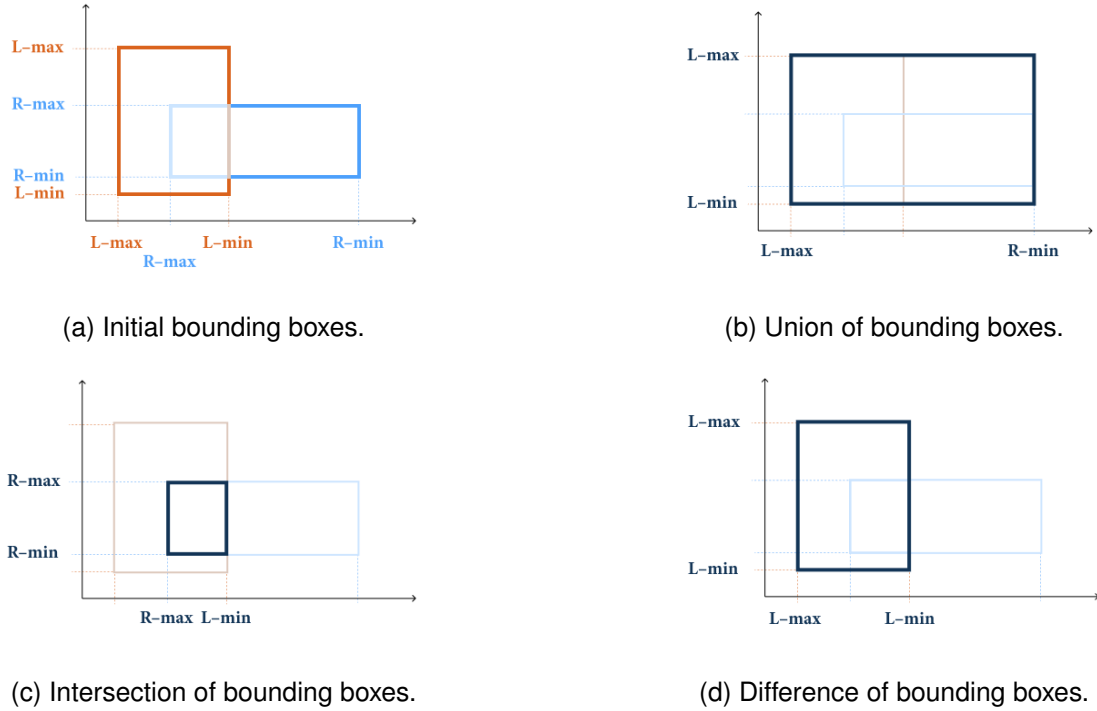 L–max
R–max
R–min
L–min
L–max L–min R–min
R–max
(a) Initial bounding boxes.
L–max
L–min
L–max R–min
(b) Union of bounding boxes.
R–max
R–min
R–max L–min
(c) Intersection of bounding boxes.
L–max
L–min
L–max L–min
(d) Difference of bounding boxes.